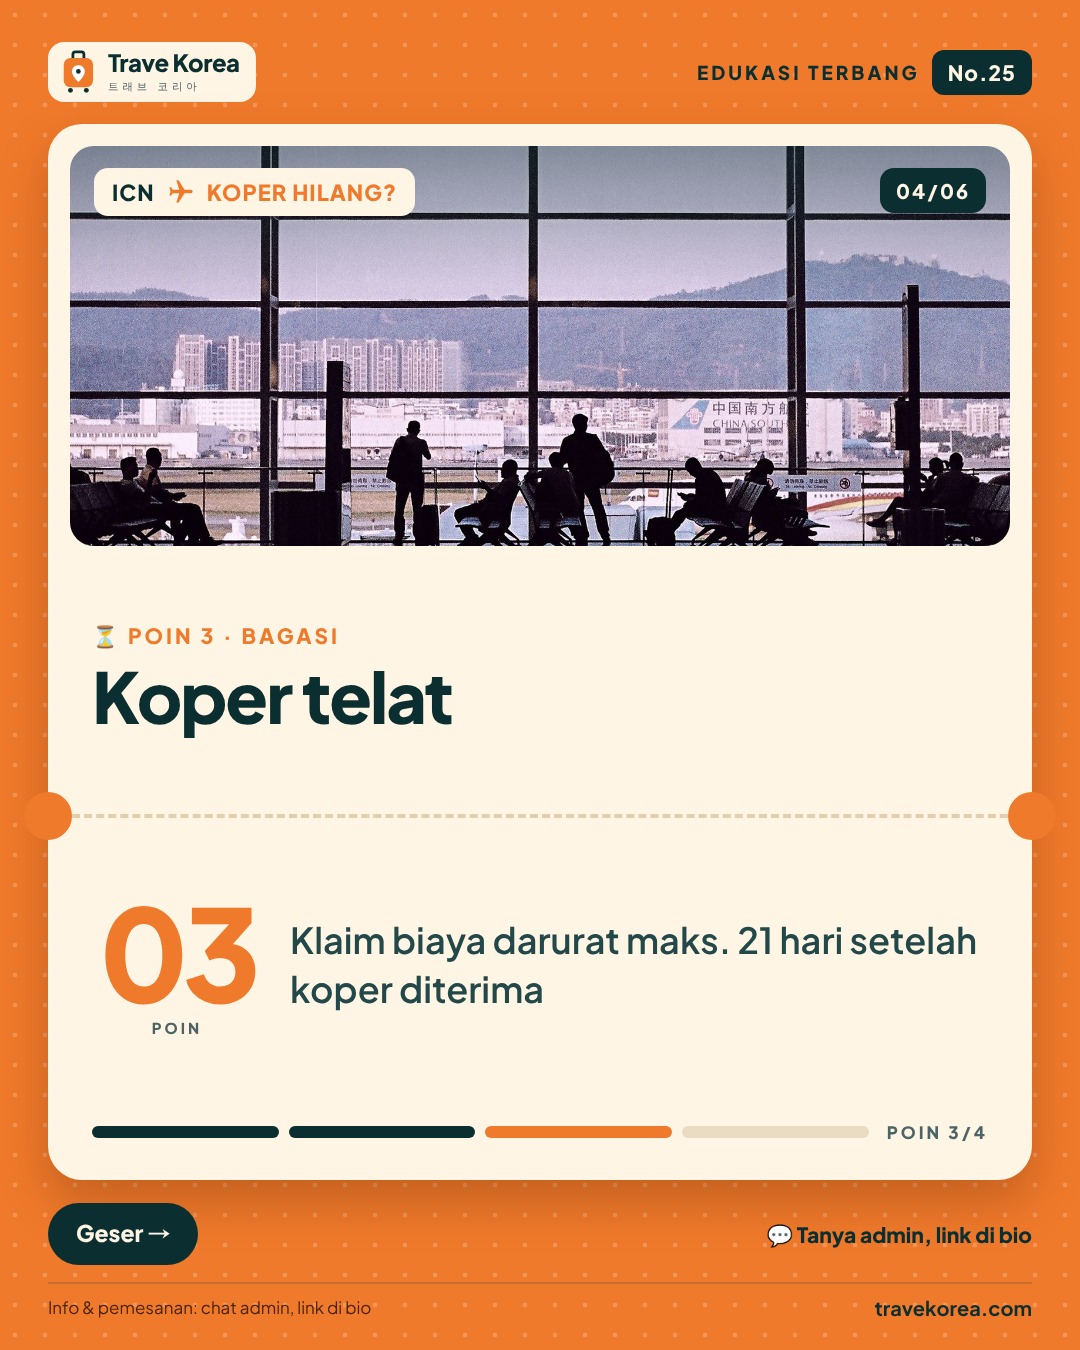 Trave Korea
트래브 코리아
EDUKASI TERBANG
No.25
ICN ✈ KOPER HILANG?
04/06
中国南方航
CHINA SOUTH
⏳ POIN 3 · BAGASI
Koper telat
03
POIN
Klaim biaya darurat maks. 21 hari setelah
koper diterima
POIN 3/4
Geser →
💬 Tanya admin, link di bio
Info & pemesanan: chat admin, link di bio
travekorea.com